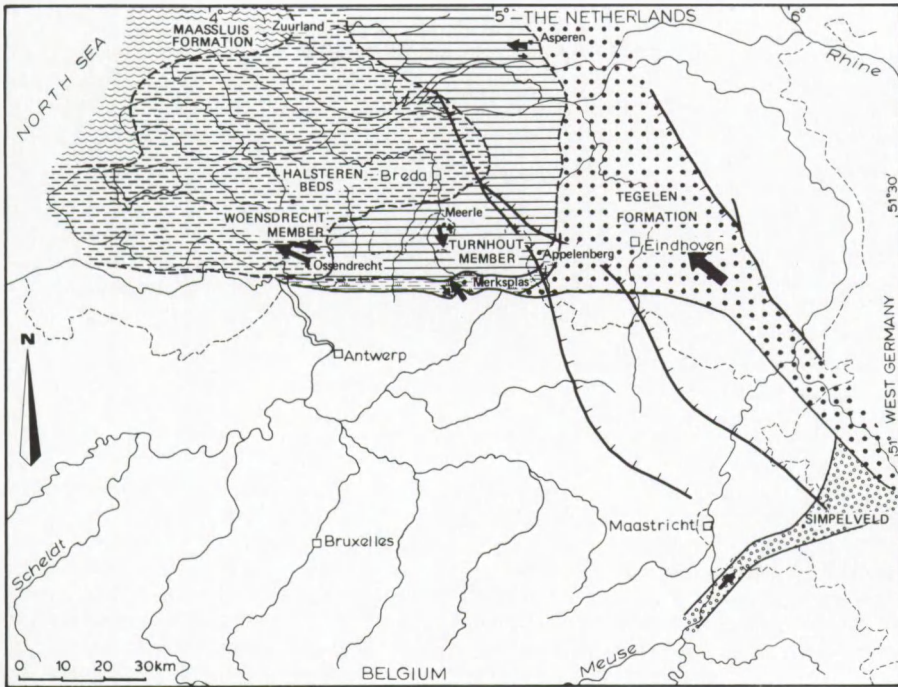 4°
5°
THE NETHERLANDS
6°
MAASSLUIS
FORMATION
Zuurland
Asperen
NORTH SEA
Rhine
HALSTEREN
BEDS
Breda
51°30'
WOENSDRECHT
MEMBER
Meerle
TEGELEN
FORMATION
TURNHOUT
MEMBER
Eindhoven
Appelenberg
Ossendrecht
Merksplas
N
Antwerp
WEST GERMANY
51°
Maastricht
SIMPELVELD
Bruxelles
Scheldt
0 10 20 30km
BELGIUM
Meuse